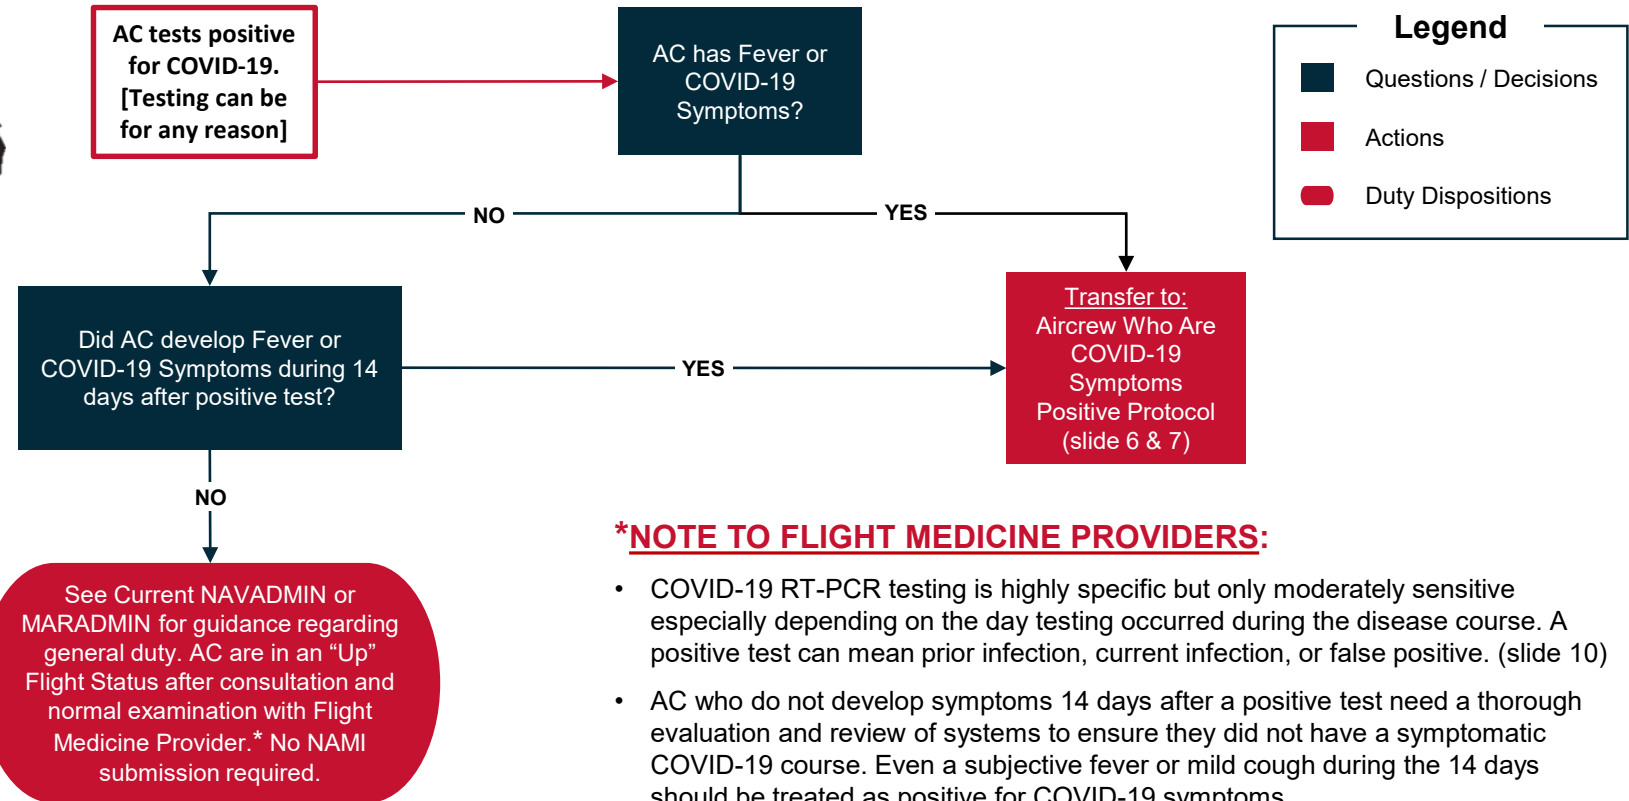 AC tests positive
for COVID-19.
[Testing can be
for any reason]
AC has Fever or
COVID-19
Symptoms?
Legend
Questions / Decisions
Actions
Duty Dispositions
NO
YES
Did AC develop Fever or
COVID-19 Symptoms during 14
days after positive test?
YES
Transfer to:
Aircrew Who Are
COVID-19
Symptoms
Positive Protocol
(slide 6 & 7)
NO
See Current NAVADMIN or
MARADMIN for guidance regarding
general duty. AC are in an “Up”
Flight Status after consultation and
normal examination with Flight
Medicine Provider.* No NAMI
submission required.
*NOTE TO FLIGHT MEDICINE PROVIDERS:
• COVID-19 RT-PCR testing is highly specific but only moderately sensitive
especially depending on the day testing occurred during the disease course. A
positive test can mean prior infection, current infection, or false positive. (slide 10)
• AC who do not develop symptoms 14 days after a positive test need a thorough
evaluation and review of systems to ensure they did not have a symptomatic
COVID-19 course. Even a subjective fever or mild cough during the 14 days
should be treated as positive for COVID-19 symptoms